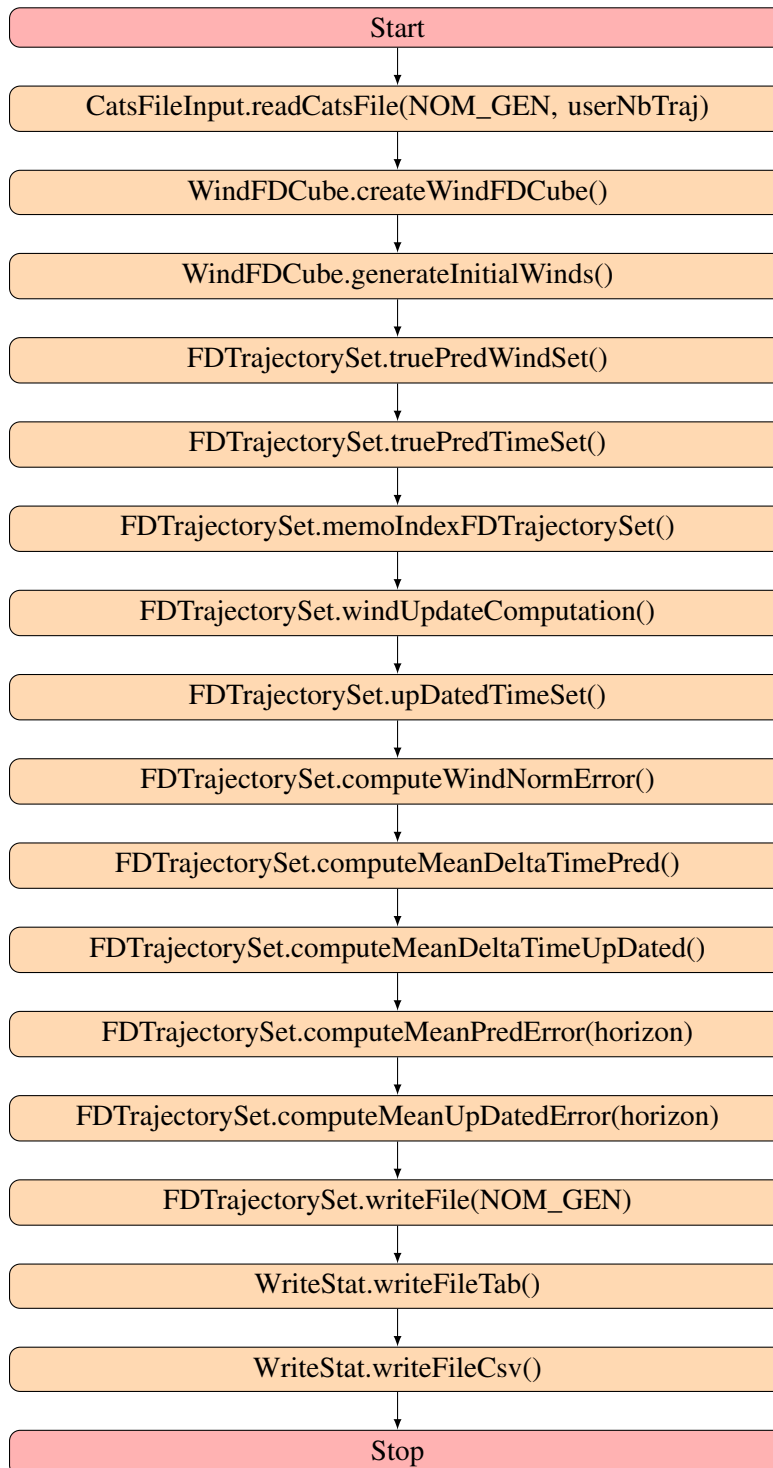 Start
CatsFileInput.readCatsFile(NOM_GEN, userNbTraj)
WindFDCube.createWindFDCube()
WindFDCube.generateInitialWinds()
FDTrajectorySet.truePredWindSet()
FDTrajectorySet.truePredTimeSet()
FDTrajectorySet.memoIndexFDTrajectorySet()
FDTrajectorySet.windUpdateComputation()
FDTrajectorySet.upDatedTimeSet()
FDTrajectorySet.computeWindNormError()
FDTrajectorySet.computeMeanDeltaTimePred()
FDTrajectorySet.computeMeanDeltaTimeUpDated()
FDTrajectorySet.computeMeanPredError(horizon)
FDTrajectorySet.computeMeanUpDatedError(horizon)
FDTrajectorySet.writeFile(NOM_GEN)
WriteStat.writeFileTab()
WriteStat.writeFileCsv()
Stop